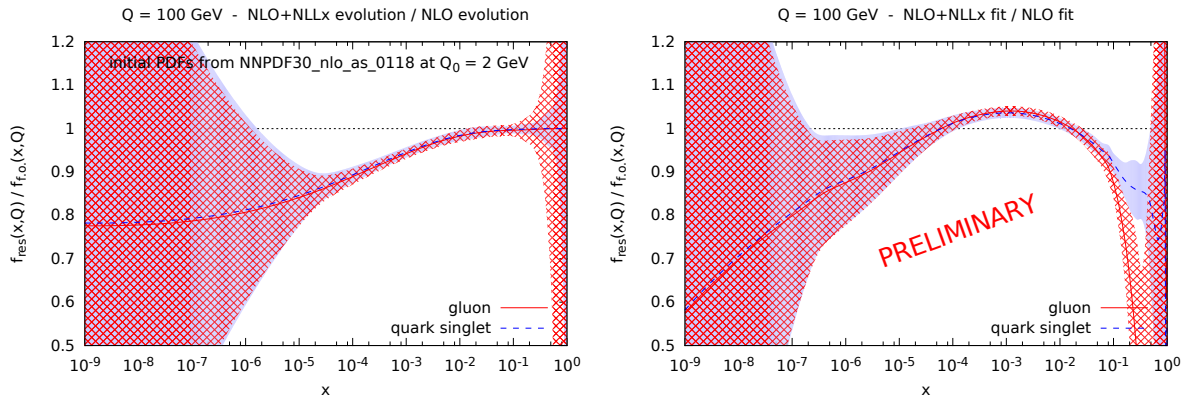 Q = 100 GeV - NLO+NLLx evolution / NLO evolution
initial PDFs from NNPDF30_nlo_as_0118 at Q₀ = 2 GeV
f_res(x,Q) / f_f.o.(x,Q)
1.2
1.1
1
0.9
0.8
0.7
0.6
0.5
gluon
quark singlet
10⁻⁹ 10⁻⁸ 10⁻⁷ 10⁻⁶ 10⁻⁵ 10⁻⁴ 10⁻³ 10⁻² 10⁻¹ 10⁰
x
Q = 100 GeV - NLO+NLLx fit / NLO fit
f_res(x,Q) / f_f.o.(x,Q)
1.2
1.1
1
0.9
0.8
0.7
0.6
0.5
PRELIMINARY
gluon
quark singlet
10⁻⁹ 10⁻⁸ 10⁻⁷ 10⁻⁶ 10⁻⁵ 10⁻⁴ 10⁻³ 10⁻² 10⁻¹ 10⁰
x